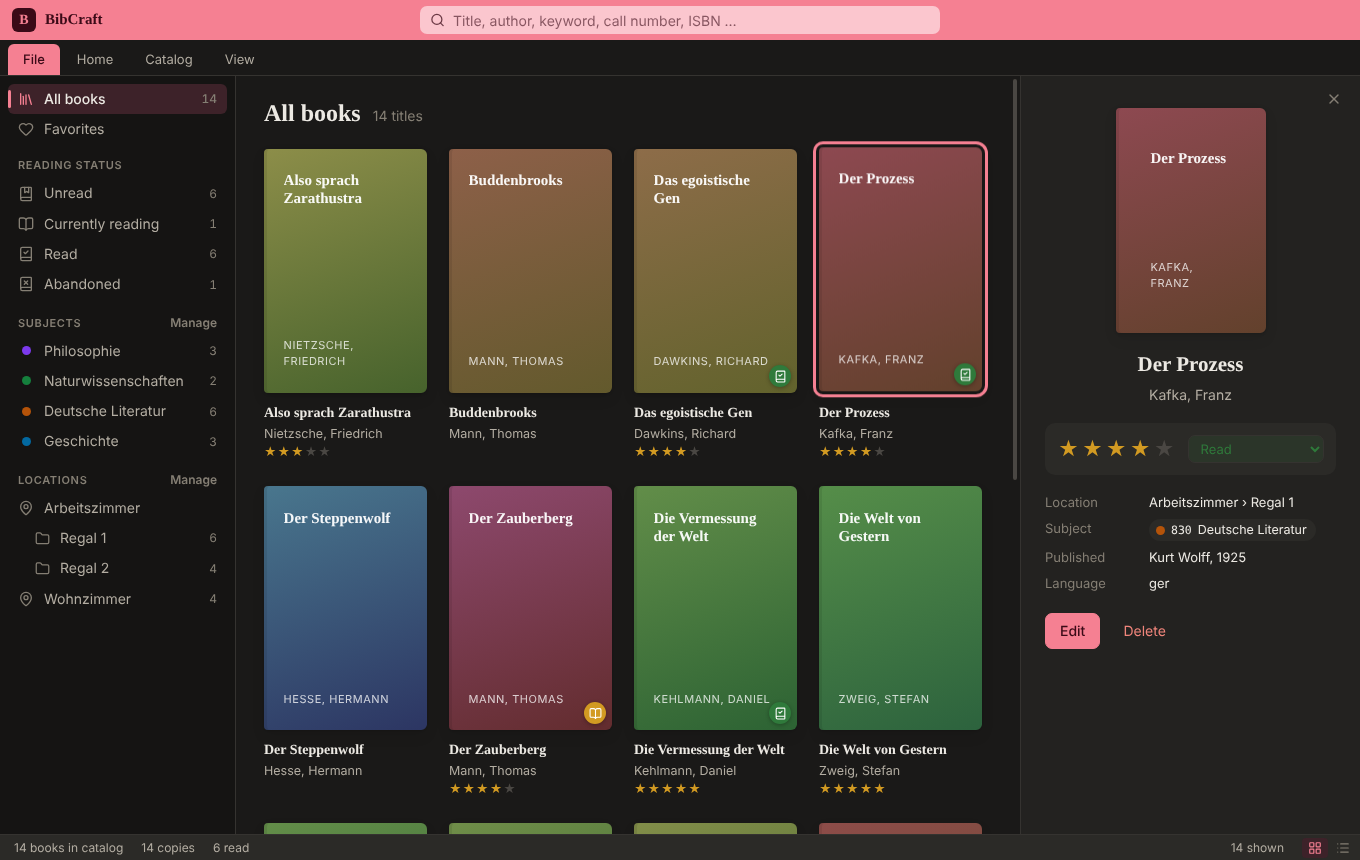 B BibCraft
Title, author, keyword, call number, ISBN ...
File Home Catalog View
All books 14
Favorites
READING STATUS
Unread 6
Currently reading 1
Read 6
Abandoned 1
SUBJECTS Manage
Philosophie 3
Naturwissenschaften 2
Deutsche Literatur 6
Geschichte 3
LOCATIONS Manage
Arbeitszimmer
Regal 1 6
Regal 2 4
Wohnzimmer 4
All books 14 titles
Also sprach
Zarathustra
NIETZSCHE,
FRIEDRICH
Also sprach Zarathustra
Nietzsche, Friedrich
★★★★★
Buddenbrooks
MANN, THOMAS
Buddenbrooks
Mann, Thomas
Das egoistische
Gen
DAWKINS, RICHARD
Das egoistische Gen
Dawkins, Richard
★★★★★
Der Prozess
KAFKA, FRANZ
Der Prozess
Kafka, Franz
★★★★★
Der Steppenwolf
HESSE, HERMANN
Der Steppenwolf
Hesse, Hermann
Der Zauberberg
MANN, THOMAS
Der Zauberberg
Mann, Thomas
★★★★★
Die Vermessung
der Welt
KEHLMANN, DANIEL
Die Vermessung der Welt
Kehlmann, Daniel
★★★★★
Die Welt von
Gestern
ZWEIG, STEFAN
Die Welt von Gestern
Zweig, Stefan
★★★★★
Der Prozess
KAFKA,
FRANZ
Der Prozess
Kafka, Franz
★★★★★ Read
Location Arbeitszimmer › Regal 1
Subject 830 Deutsche Literatur
Published Kurt Wolff, 1925
Language ger
Edit Delete
14 books in catalog 14 copies 6 read 14 shown